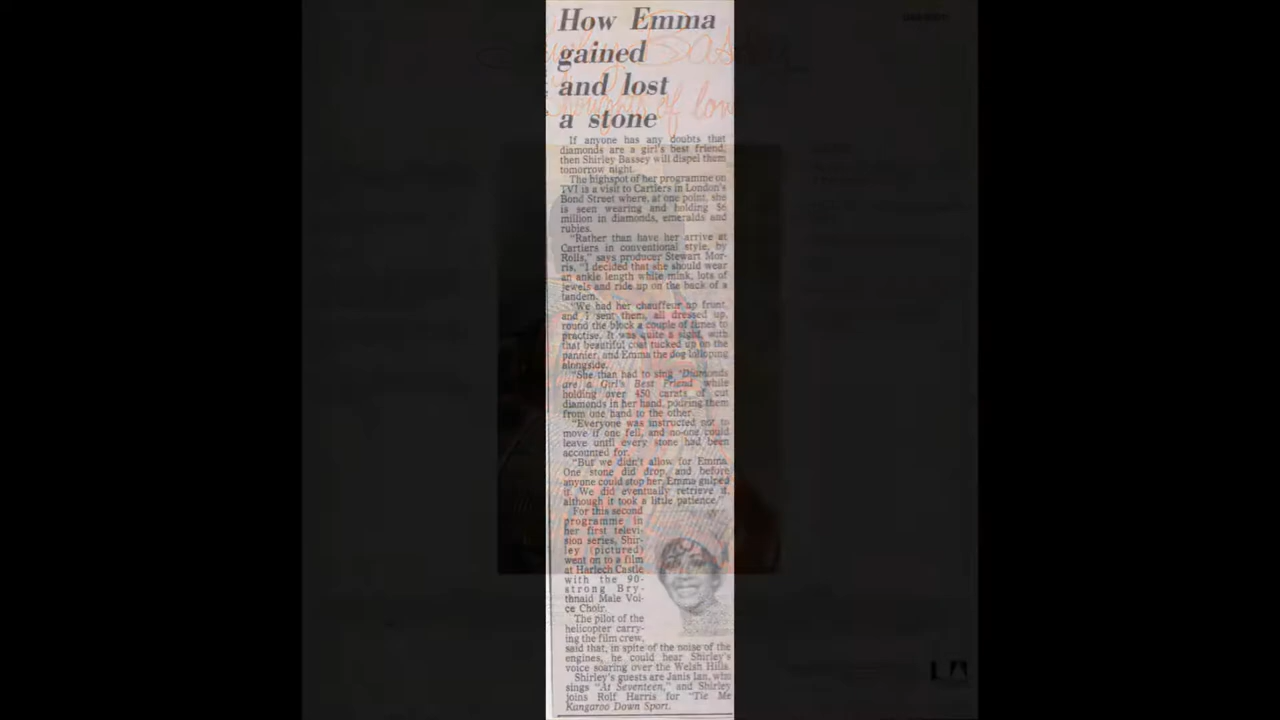 How Emma
gained
and lost
a stone
If anyone has any doubts that
diamonds are a girl's best friend,
then Shirley Bassey will dispel them
tomorrow night.
The highspot of her programme on
TVI is a visit to Cartiers in London's
Bond Street where, at one point, she
is seen wearing and holding $6
million in diamonds, emeralds and
rubies.
"Rather than have her arrive at
Cartiers in conventional style, by
Rolls," says producer Stewart Mor-
ris, "I decided that she should wear
an ankle length white mink, lots of
jewels and ride up on the back of a
tandem.
"We had her chauffeur up front,
and I sent them, all dressed up,
round the block a couple of times to
practise. It was quite a sight, with
that beautiful coat tucked up on the
pannier, and Emma the dog lolloping
alongside.
"She than had to sing "Diamonds
are a Girl's Best Friend while
holding over 450 carats of cut
diamonds in her hand, pouring them
from one hand to the other.
"Everyone was instructed not to
move if one fell, and no-one could
leave until every stone had been
accounted for.
"But we didn't allow for Emma.
One stone did drop, and before
anyone could stop her, Emma gulped
it. We did eventually retrieve it,
although it took a little patience."
For this second
programme in
her first televi-
sion series, Shir-
ley (pictured)
went on to a film
at Harlech Castle
with the 90-
strong Bry-
thnaid Male Voi-
ce Choir.
The pilot of the
helicopter carry-
ing the film crew,
said that, in spite of the noise of the
engines, he could hear Shirley's
voice soaring over the Welsh Hills.
Shirley's guests are Janis Ian, who
sings "At Seventeen," and Shirley
joins Rolf Harris for "Tie Me
Kangaroo Down Sport.
Bass
thoughts of love